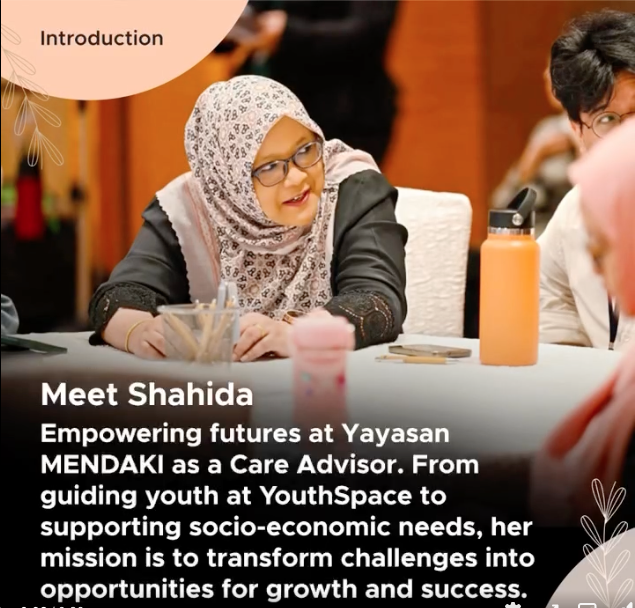 Introduction
Meet Shahida
Empowering futures at Yayasan
MENDAKI as a Care Advisor. From
guiding youth at YouthSpace to
supporting socio-economic needs, her
mission is to transform challenges into
opportunities for growth and success.